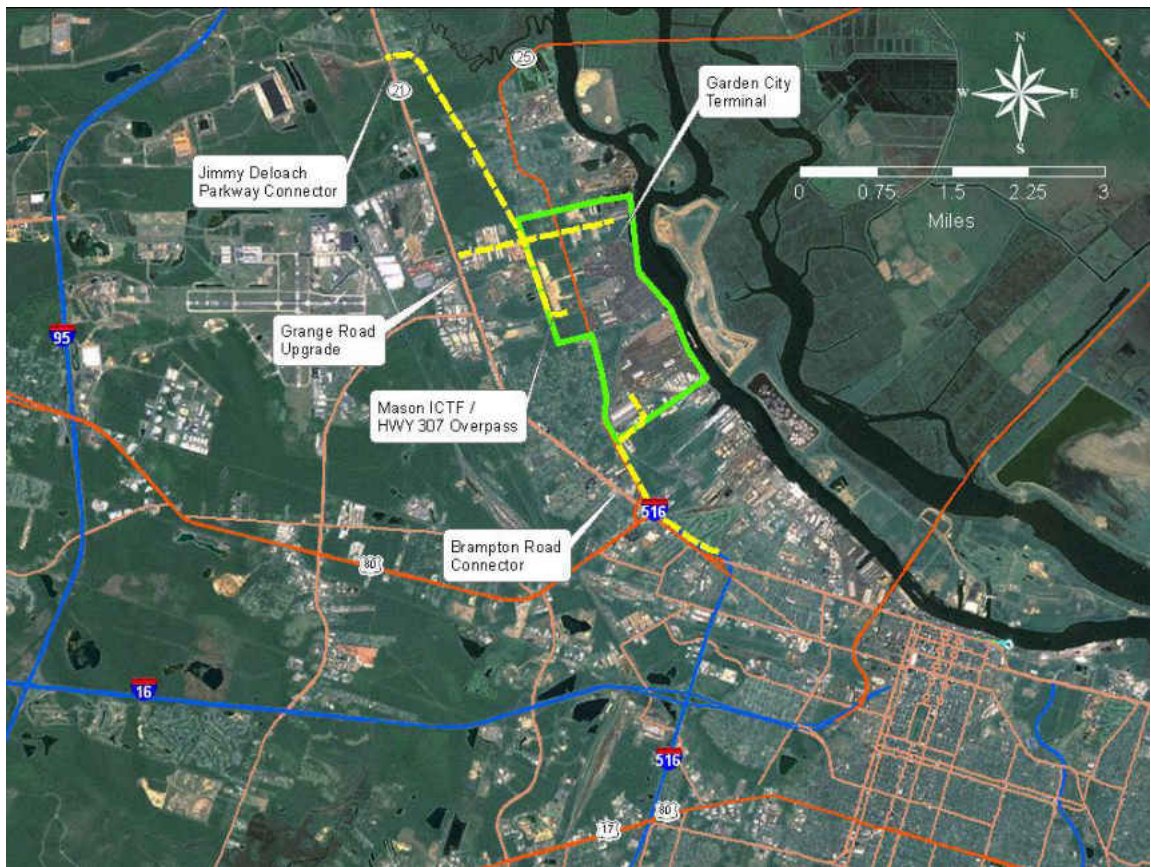 25
21
N
W E
S
Garden City
Terminal
Jimmy Deloach
Parkway Connector
0 0.75 1.5 2.25 3
Miles
95
Grange Road
Upgrade
Mason ICTF /
HWY 307 Overpass
516
Brampton Road
Connector
80
16
516
80
17